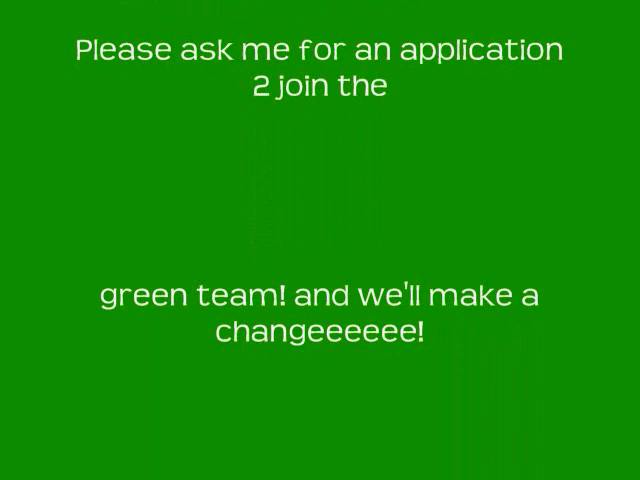 Please ask me for an application
2 join the
green team! and we'll make a
changeeeeee!